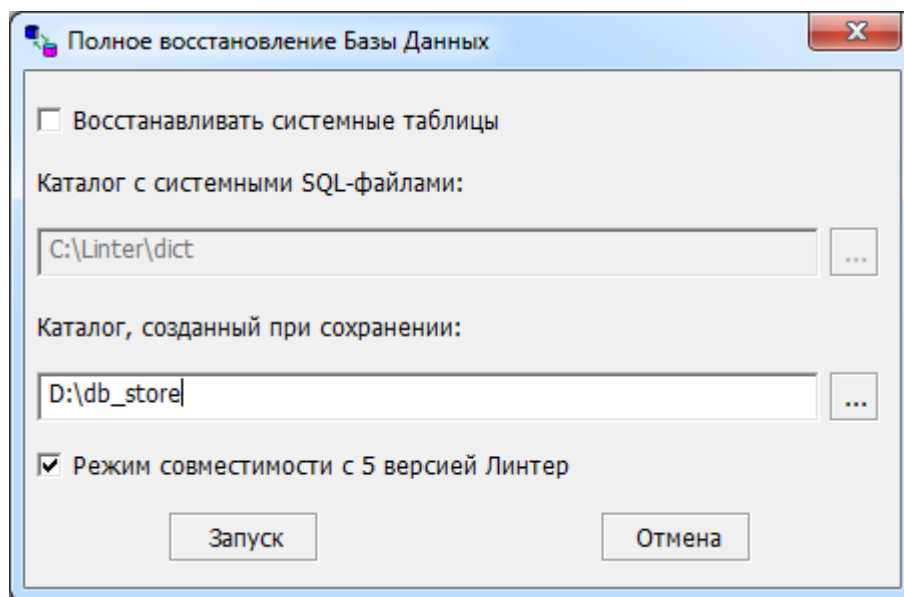 Полное восстановление Базы Данных
Восстанавливать системные таблицы
Каталог с системными SQL-файлами:
C:\Linter\dict
...
Каталог, созданный при сохранении:
D:\db_store
...
Режим совместимости с 5 версией Линтер
Запуск Отмена